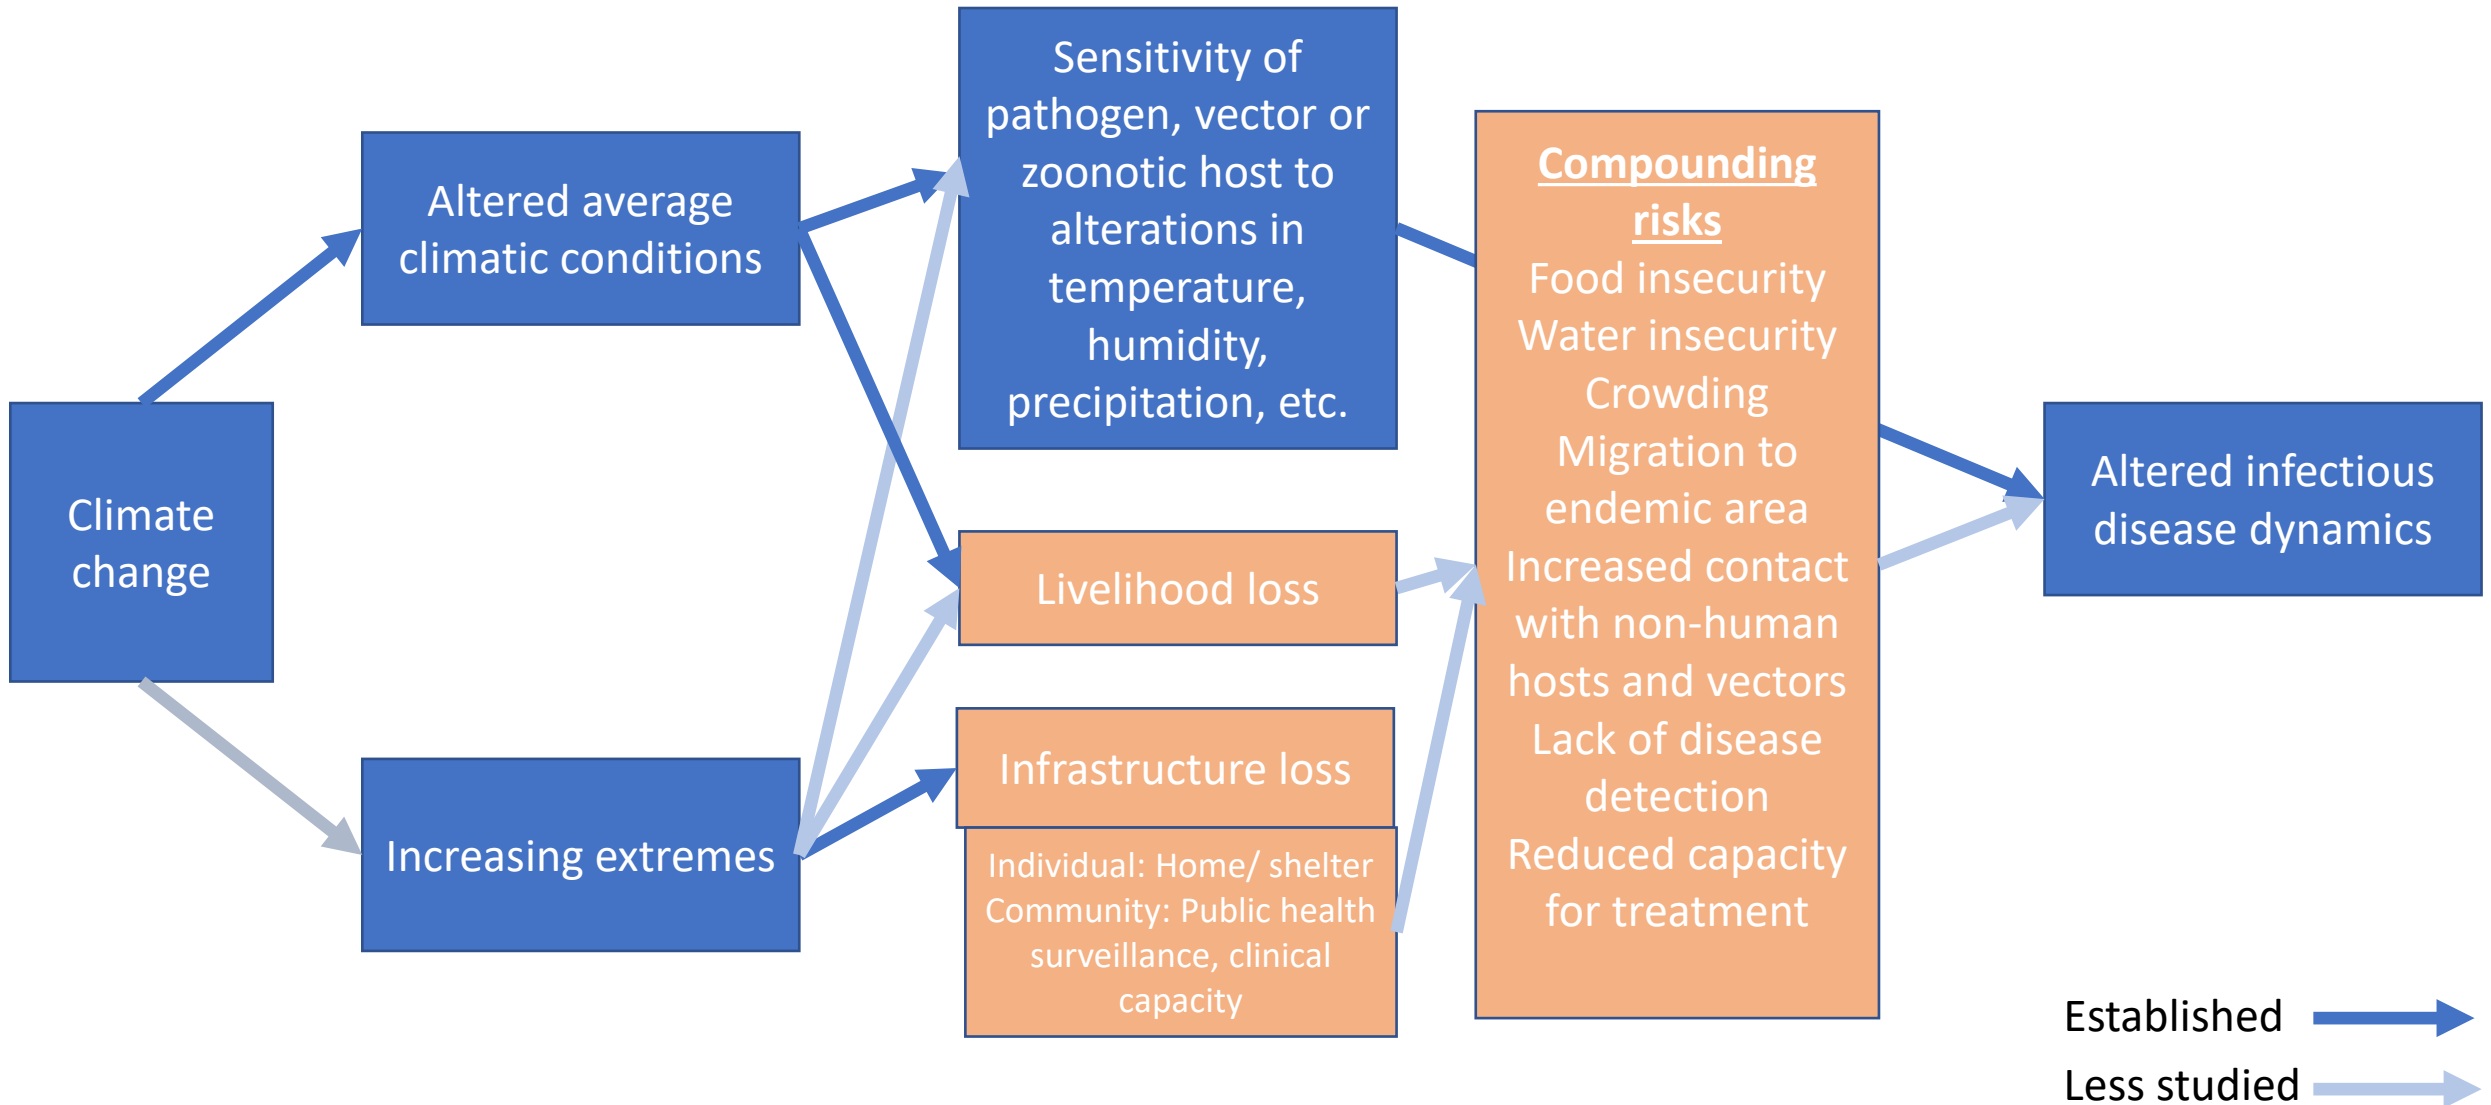 Climate
change
Altered average
climatic conditions
Increasing extremes
Sensitivity of
pathogen, vector or
zoonotic host to
alterations in
temperature,
humidity,
precipitation, etc.
Livelihood loss
Infrastructure loss
Individual: Home/ shelter
Community: Public health
surveillance, clinical
capacity
Compounding
risks
Food insecurity
Water insecurity
Crowding
Migration to
endemic area
Increased contact
with non-human
hosts and vectors
Lack of disease
detection
Reduced capacity
for treatment
Altered infectious
disease dynamics
Established
Less studied